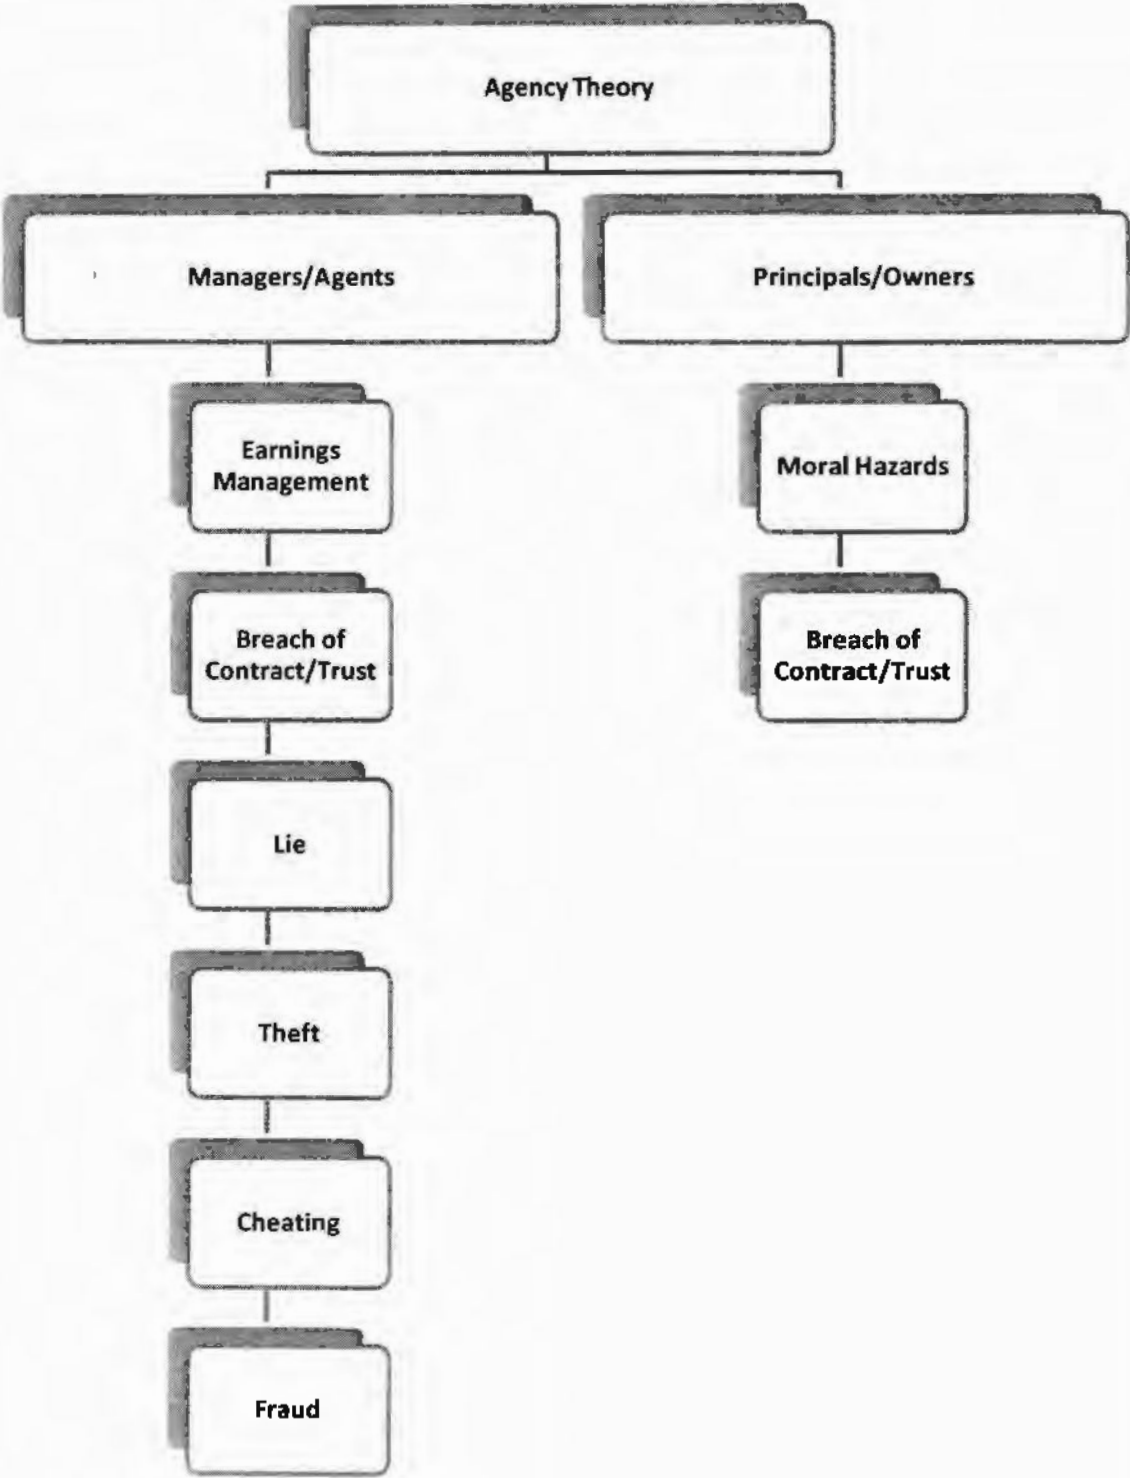 Agency Theory
Managers/Agents
Principals/Owners
Earnings
Management
Moral Hazards
Breach of
Contract/Trust
Breach of
Contract/Trust
Lie
Theft
Cheating
Fraud